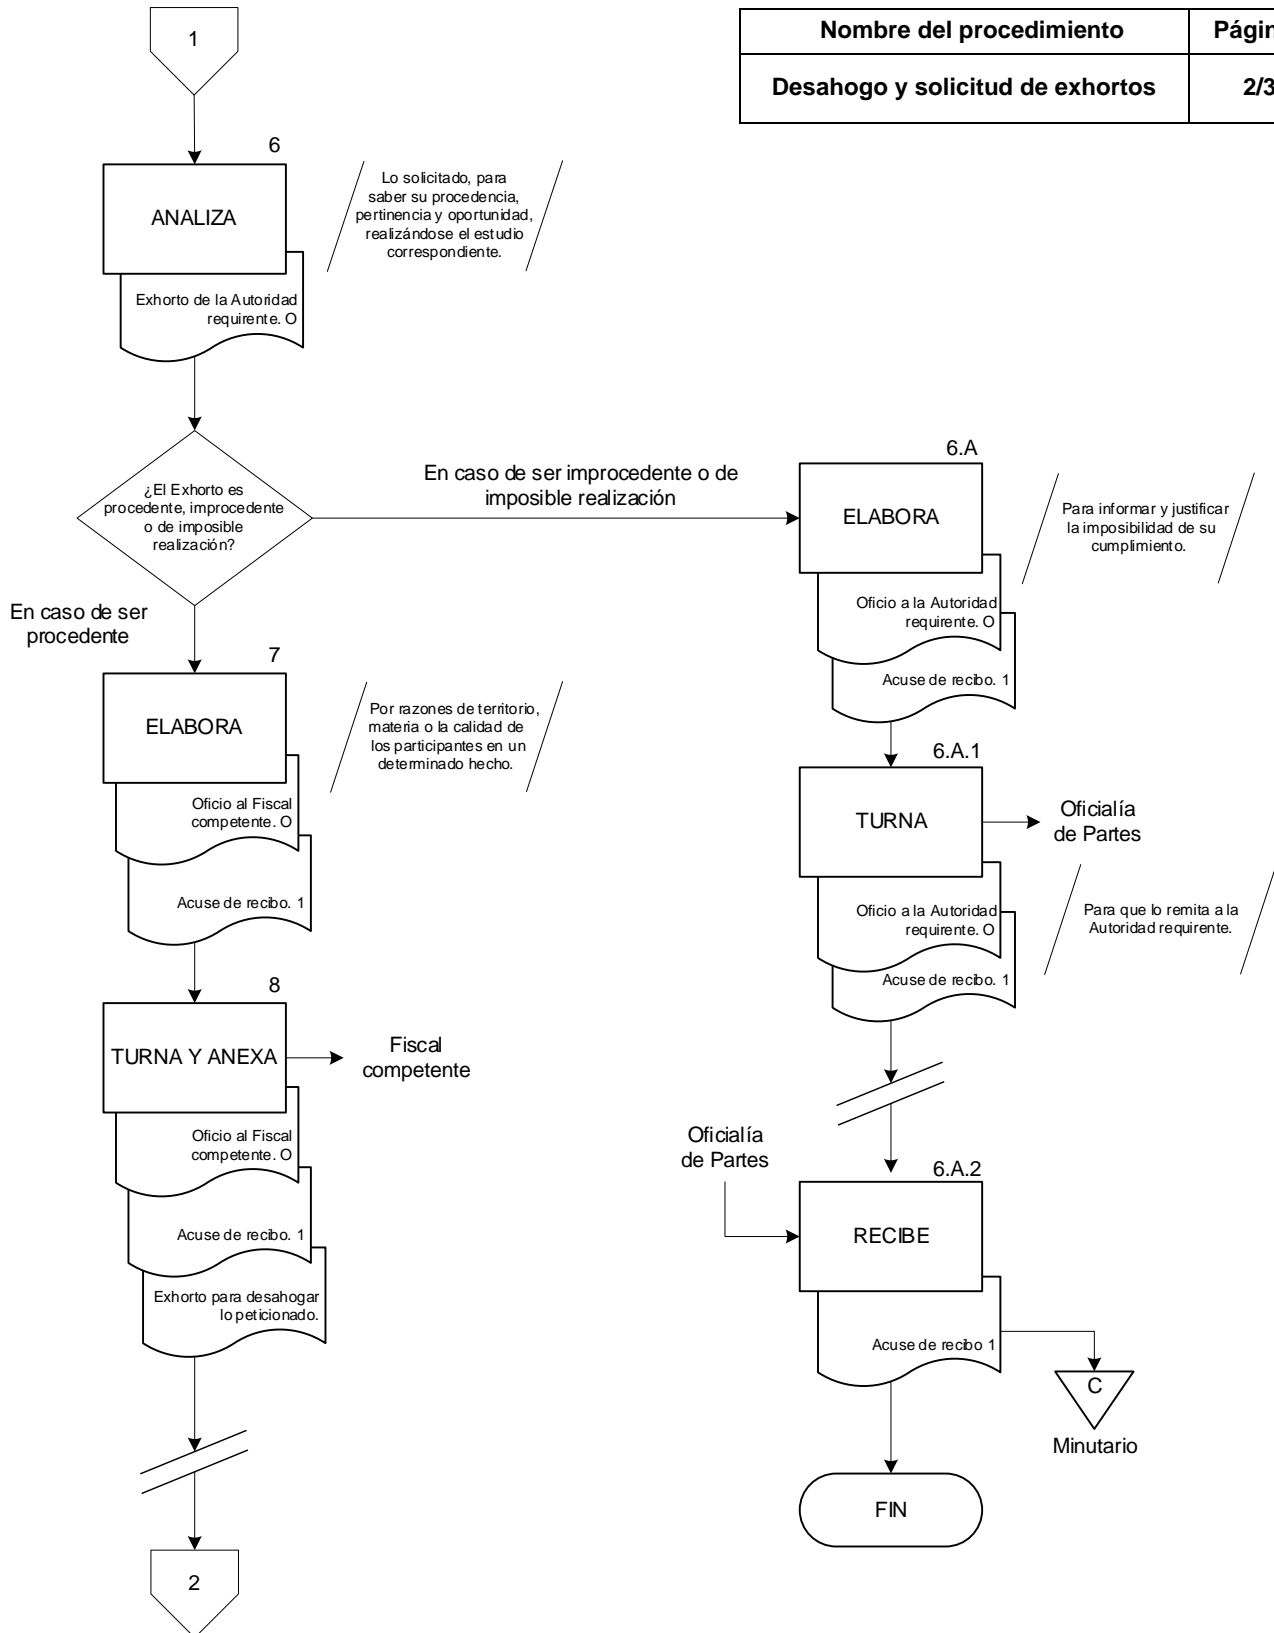 1
Nombre del procedimiento
Desahogo y solicitud de exhortos
2/3
6
ANALIZA
Lo solicitado, para
saber su procedencia,
pertinencia y oportunidad,
realizándose el estudio
correspondiente.
Exhorto de la Autoridad
requirente. O
¿El Exhorto es
procedente, improcedente
o de imposible
realización?
En caso de ser improcedente o de
imposible realización
6.A
ELABORA
Para informar y justificar
la imposibilidad de su
cumplimiento.
Oficio a la Autoridad
requirente. O
Acuse de recibo. 1
En caso de ser
procedente
7
ELABORA
Por razones de territorio,
materia o la calidad de
los participantes en un
determinado hecho.
Oficio al Fiscal
competente. O
Acuse de recibo. 1
6.A.1
TURNA
Oficialía
de Partes
Oficio a la Autoridad
requirente. O
Acuse de recibo. 1
Para que lo remita a la
Autoridad requirente.
8
TURNA Y ANEXA
Fiscal
competente
Oficio al Fiscal
competente. O
Acuse de recibo. 1
Exhorto para desahogar
lo peticionado.
Oficialía
de Partes
6.A.2
RECIBE
Acuse de recibo 1
C
Minutario
FIN
2